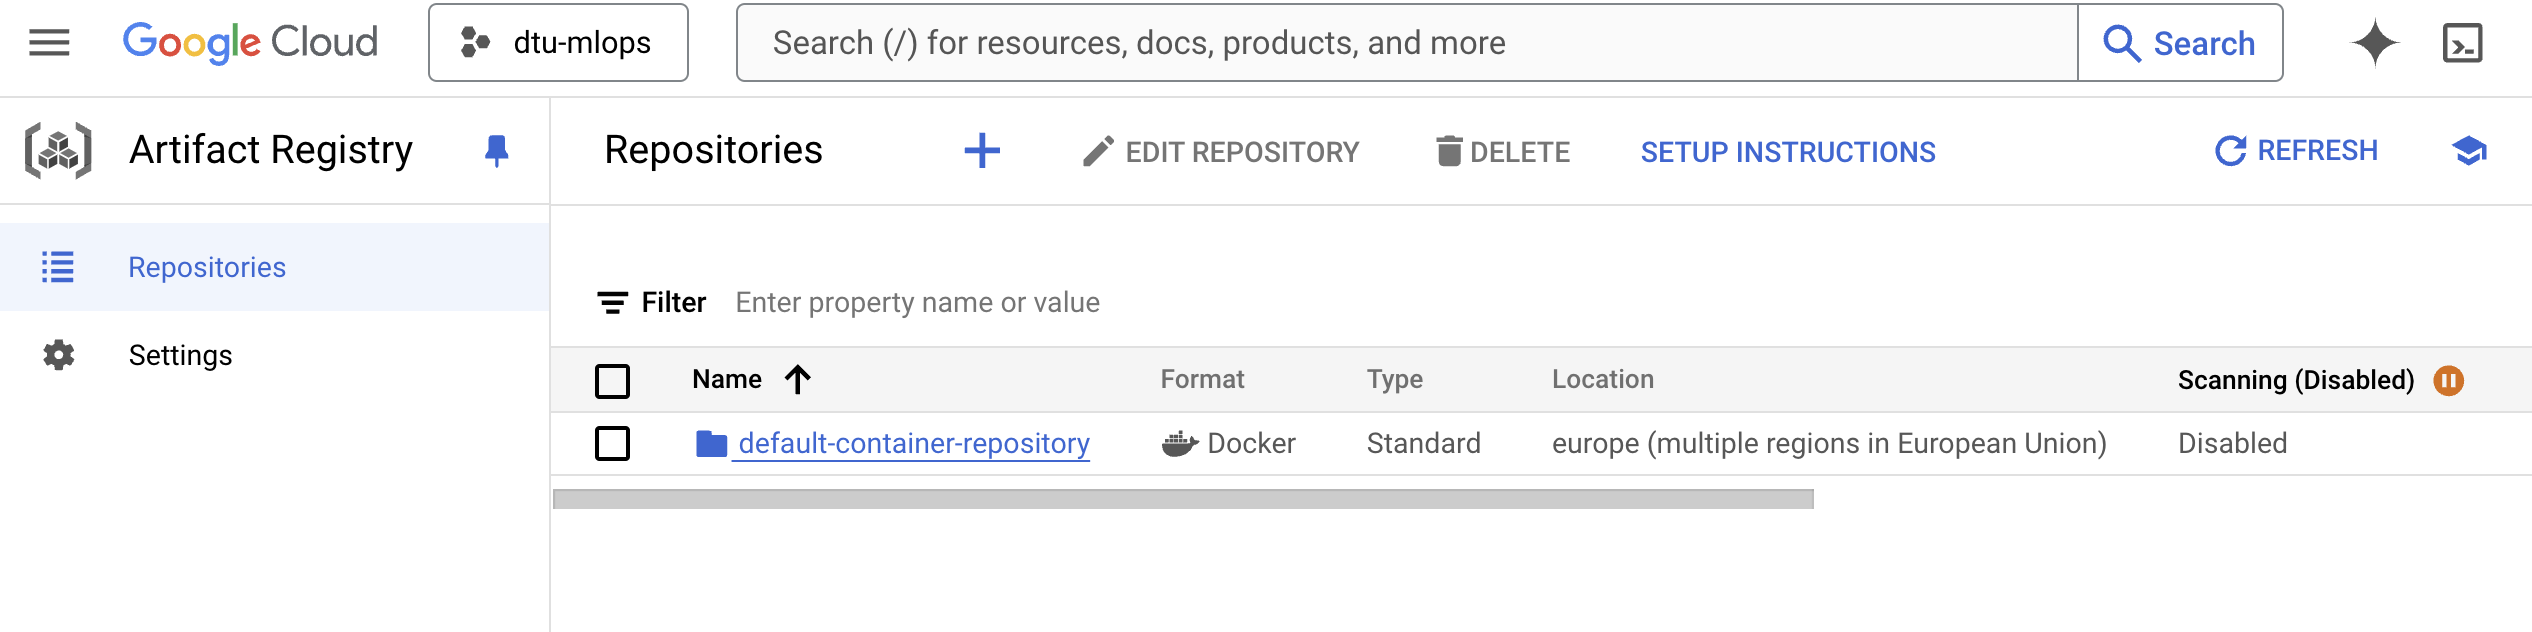 Google Cloud
dtu-mlops
Search (/) for resources, docs, products, and more
Search
Artifact Registry
Repositories
EDIT REPOSITORY
DELETE
SETUP INSTRUCTIONS
REFRESH
Repositories
Settings
Filter Enter property name or value
Name Format Type Location Scanning (Disabled)
default-container-repository Docker Standard europe (multiple regions in European Union) Disabled